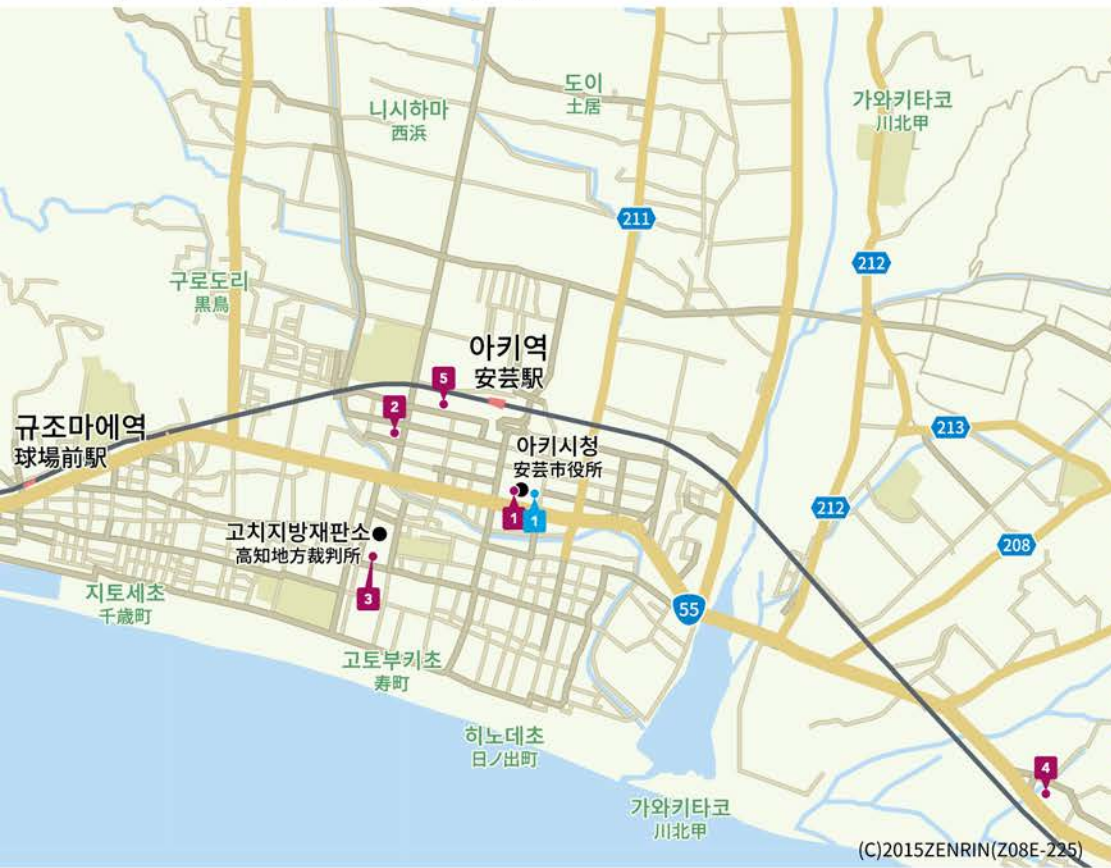 도이
土居
니시하마
西浜
가와키타코
川北甲
211
212
구로도리
黒鳥
아키역
安芸駅
5
2
규조마에역
球場前駅
아키시청
安芸市役所
213
1
1
212
고치지방재판소
高知地方裁判所
208
3
지토세초
千歳町
55
고토부키초
寿町
히노데초
日ノ出町
4
가와키타코
川北甲
(C)2015ZENRIN(Z08E-225)